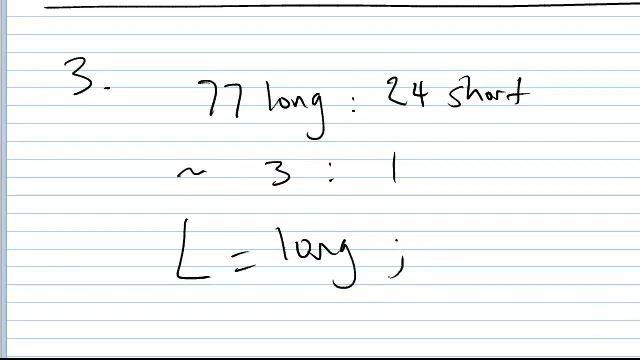 3. 77 long : 24 short
~ 3 : 1
L = long ;